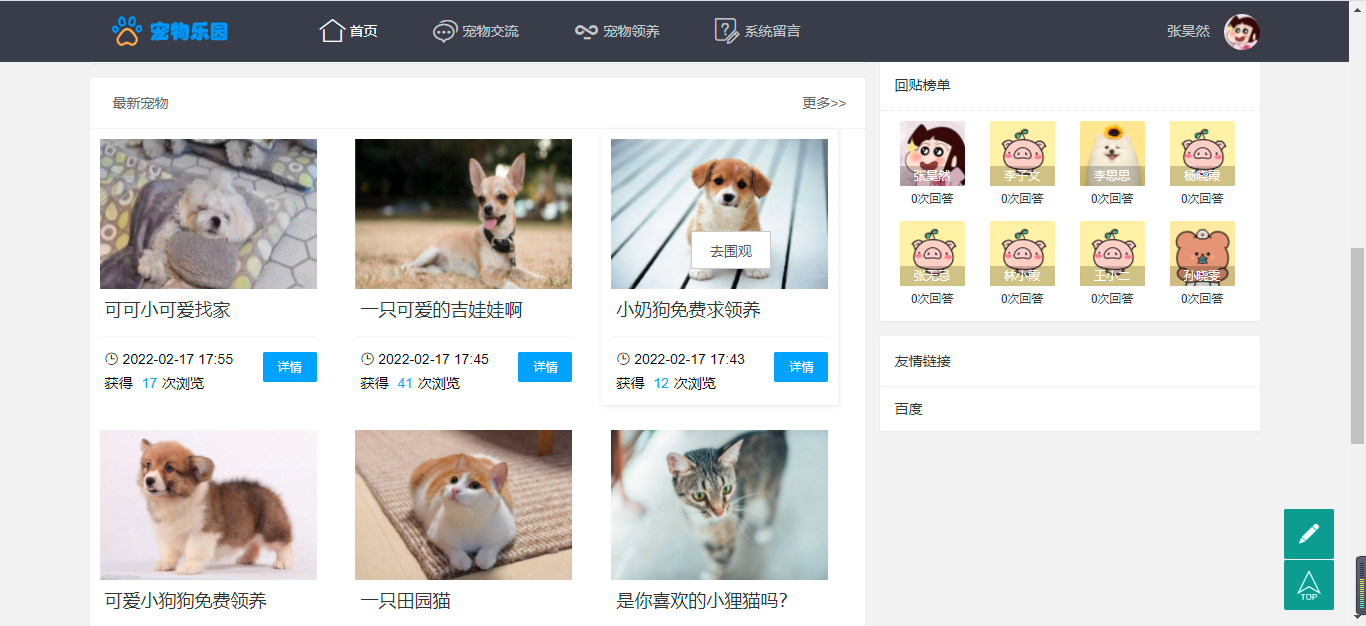 宠物乐园
首页
宠物交流
宠物领养
系统留言
张昊然
最新宠物
更多>>
去围观
可可小可爱找家
一只可爱的吉娃娃啊
小奶狗免费求领养
2022-02-17 17:55
获得 17 次浏览
详情
2022-02-17 17:45
获得 41 次浏览
详情
2022-02-17 17:43
获得 12 次浏览
详情
可爱小狗狗免费领养
一只田园猫
是你喜欢的小狸猫吗?
回贴榜单
张昊然
李子文
李思思
杨晓霞
0次回答
0次回答
0次回答
0次回答
张无忌
林小霞
王小二
孙晓雯
0次回答
0次回答
0次回答
0次回答
友情链接
百度
TOP